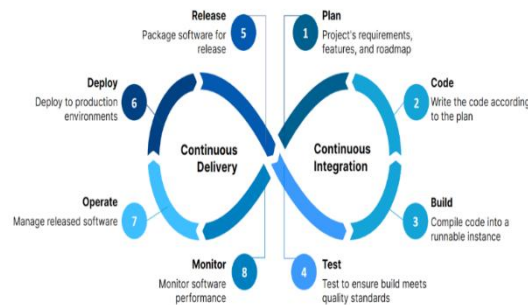 Release
Package software for
release
5
1
Plan
Project's requirements,
features, and roadmap
Deploy
Deploy to production
environments
6
2
Code
Write the code according
to the plan
Continuous
Delivery
Continuous
Integration
Operate
Manage released software
7
3
Build
Compile code into a
runnable instance
Monitor
Monitor software
performance
8
4
Test
Test to ensure build meets
quality standards